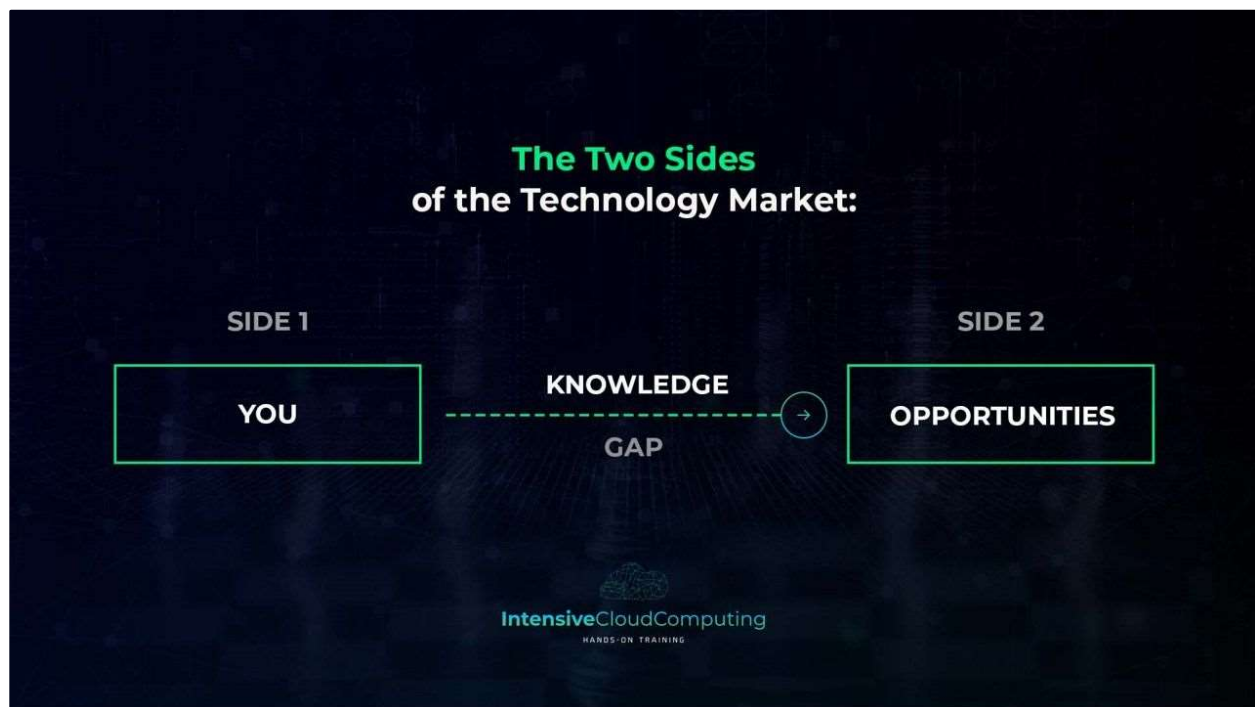 The Two Sides
of the Technology Market:
SIDE 1
SIDE 2
YOU
KNOWLEDGE
GAP
OPPORTUNITIES
IntensiveCloudComputing
HANDS-ON TRAINING